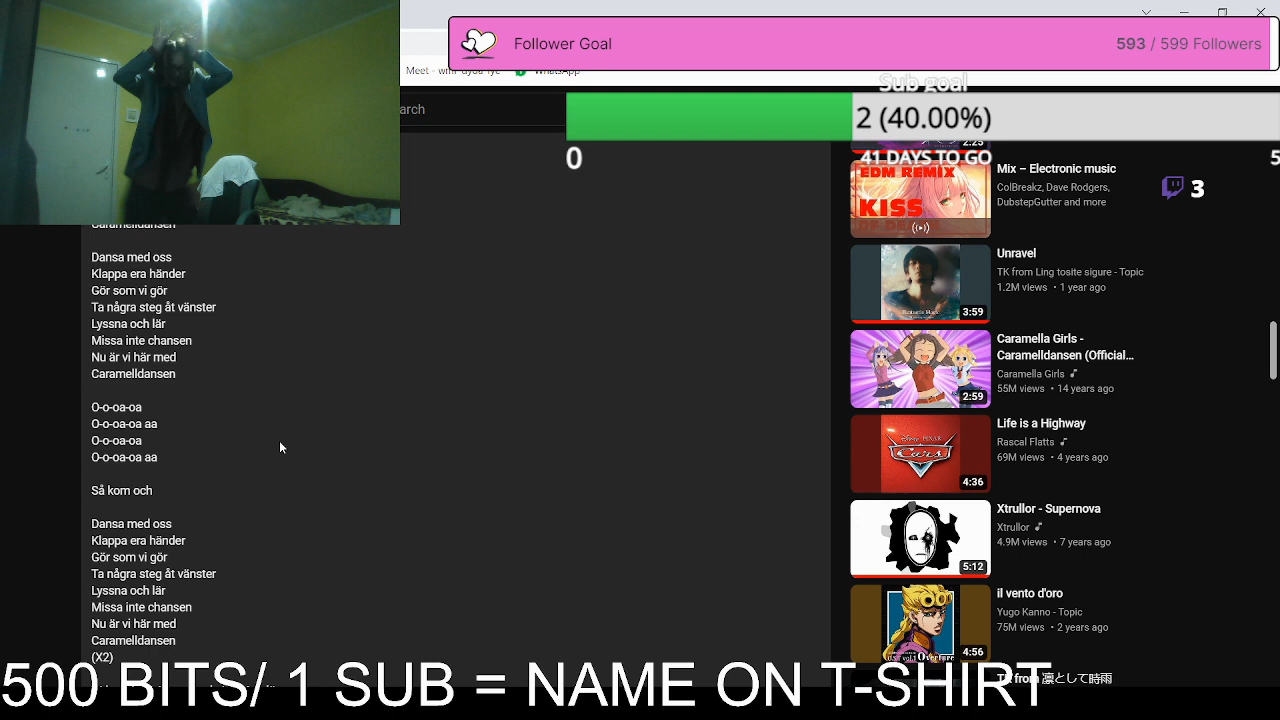 Follower Goal
593 / 599 Followers
Meet -
WhatsApp
arch
Sub goal
2 (40.00%)
0
41 DAYS TO GO
5
3
Caramelldansen
Dansa med oss
Klappa era händer
Gör som vi gör
Ta några steg åt vänster
Lyssna och lär
Missa inte chansen
Nu är vi här med
Caramelldansen
O-o-oa-oa
O-o-oa-oa aa
O-o-oa-oa
O-o-oa-oa aa
Så kom och
Dansa med oss
Klappa era händer
Gör som vi gör
Ta några steg åt vänster
Lyssna och lär
Missa inte chansen
Nu är vi här med
Caramelldansen
(X2)
2:25
EDM REMIX
KISS
Mix – Electronic music
ColBreakz, Dave Rodgers,
DubstepGutter and more
Unravel
TK from Ling tosite sigure - Topic
1.2M views • 1 year ago
3:59
Caramella Girls -
Caramelldansen (Official...
Caramella Girls
55M views • 14 years ago
2:59
Life is a Highway
Rascal Flatts
69M views • 4 years ago
Disney PIXAR
Cars
4:36
Xtrullor - Supernova
Xtrullor
4.9M views • 7 years ago
5:12
il vento d'oro
Yugo Kanno - Topic
75M views • 2 years ago
4:56
Overture
TK from 凛として時雨
500 BITS/ 1 SUB = NAME ON T-SHIRT